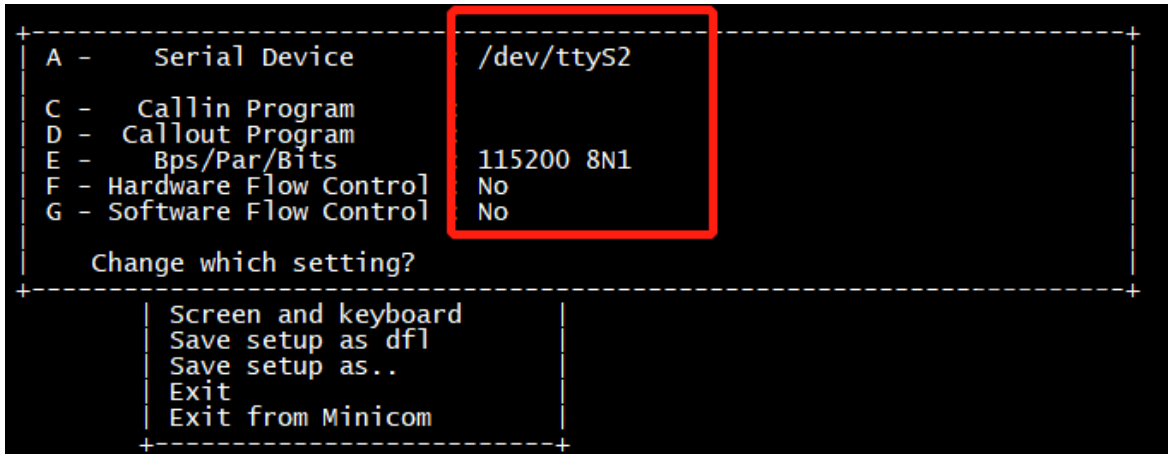 A - Serial Device : /dev/ttyS2
C - Callin Program :
D - Callout Program :
E - Bps/Par/Bits : 115200 8N1
F - Hardware Flow Control : No
G - Software Flow Control : No
Change which setting?
Screen and keyboard
Save setup as dfl
Save setup as..
Exit
Exit from Minicom